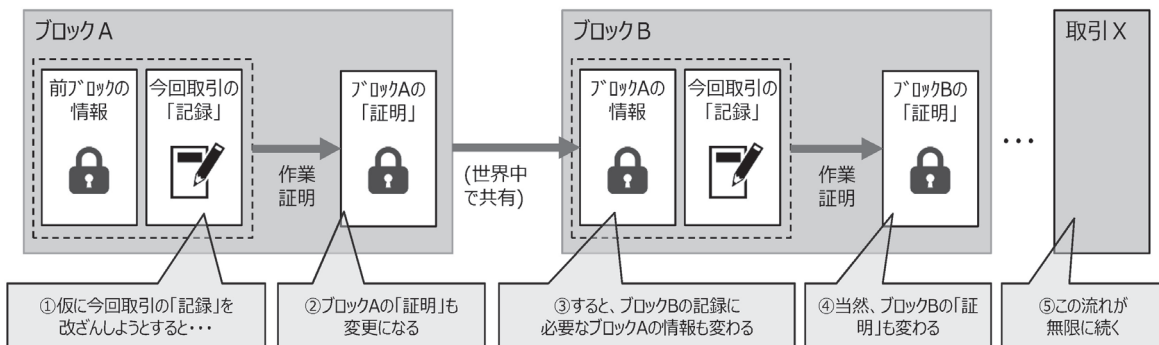 ブロックA
前ブロックの
情報
今回取引の
「記録」
作業
証明
ブロックAの
「証明」
(世界中
で共有)
ブロックB
ブロックAの
情報
今回取引の
「記録」
作業
証明
ブロックBの
「証明」
・・・
取引X
①仮に今回取引の「記録」を
改ざんしようとすると・・・
②ブロックAの「証明」も
変更になる
③すると、ブロックBの記録に
必要なブロックAの情報も変わる
④当然、ブロックBの「証
明」も変わる
⑤この流れが
無限に続く